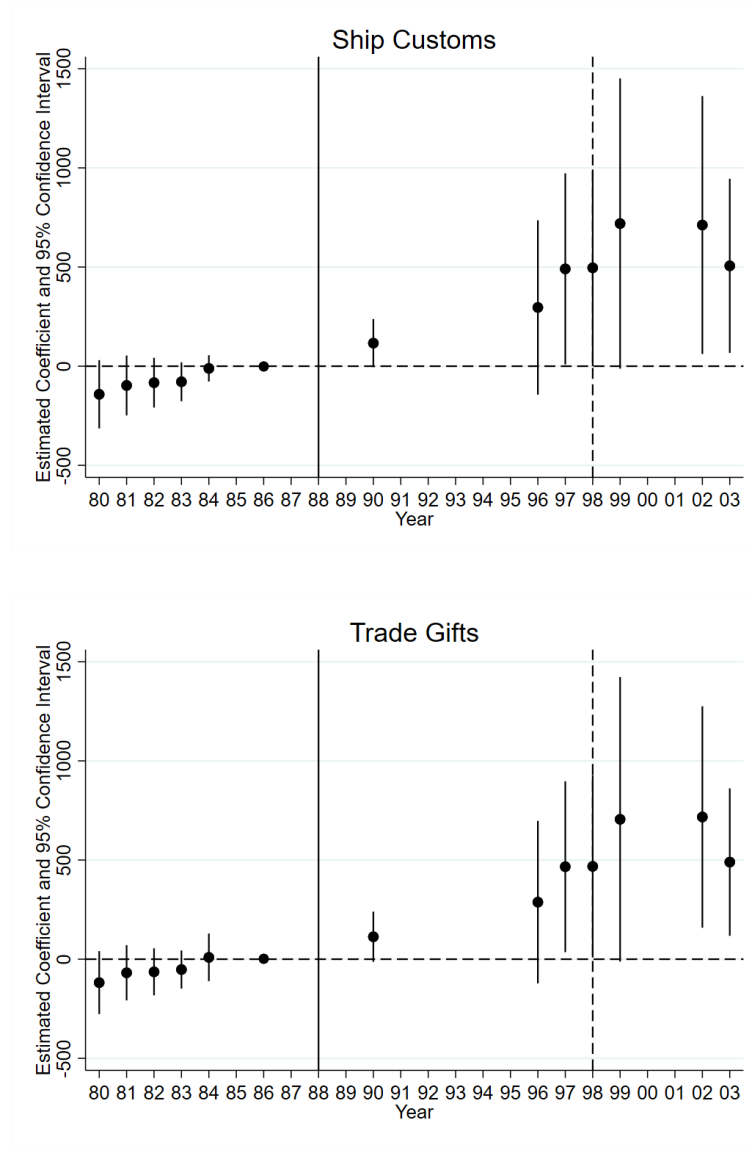 Ship Customs
Estimated Coefficient and 95% Confidence Interval
1500
1000
500
0
-500
80 81 82 83 84 85 86 87 88 89 90 91 92 93 94 95 96 97 98 99 00 01 02 03
Year
Trade Gifts
Estimated Coefficient and 95% Confidence Interval
1500
1000
500
0
-500
80 81 82 83 84 85 86 87 88 89 90 91 92 93 94 95 96 97 98 99 00 01 02 03
Year